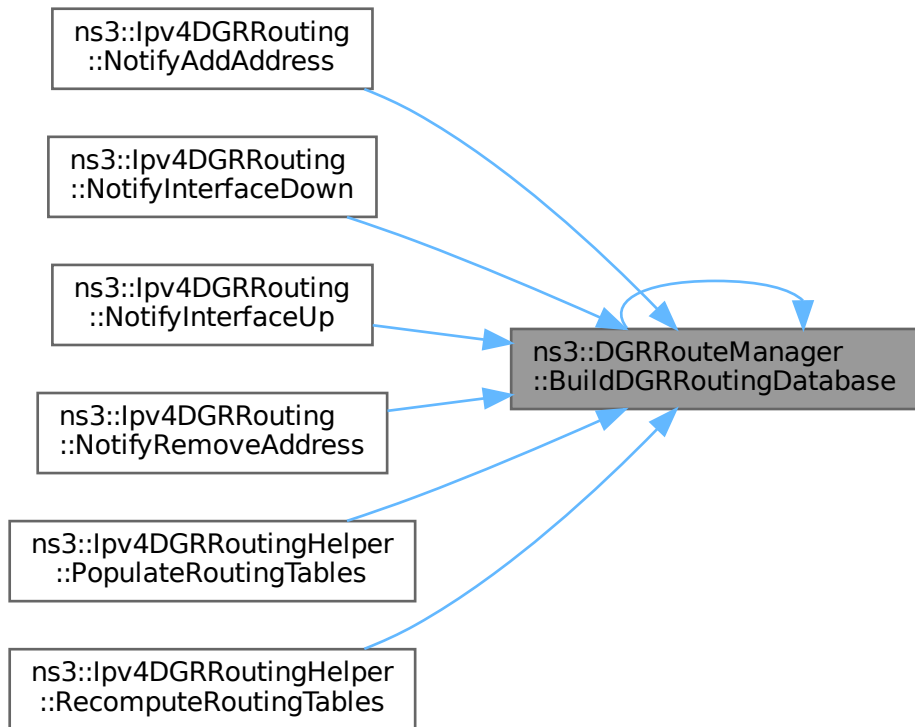 ns3::Ipv4DGRRouting
::NotifyAddAddress
ns3::Ipv4DGRRouting
::NotifyInterfaceDown
ns3::Ipv4DGRRouting
::NotifyInterfaceUp
ns3::DGRRouteManager
::BuildDGRRoutingDatabase
ns3::Ipv4DGRRouting
::NotifyRemoveAddress
ns3::Ipv4DGRRoutingHelper
::PopulateRoutingTables
ns3::Ipv4DGRRoutingHelper
::RecomputeRoutingTables